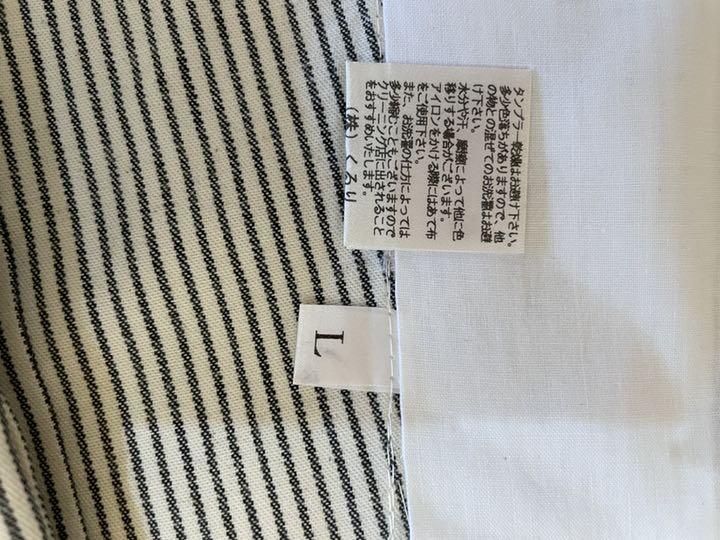 タンブラー乾燥はお避け下さい。
多少色落ちがありますので、他
の物との混ぜてのお洗濯はお避
け下さい。
水分や汗、摩擦によって他に色
移りする場合がございます。
アイロンをかける際にはあて布
をご使用下さい。
また、お洗濯の仕方によっては
多少縮むこともございますので
クリーニング店に出されること
をおすすめいたします。
(株) くろり
L